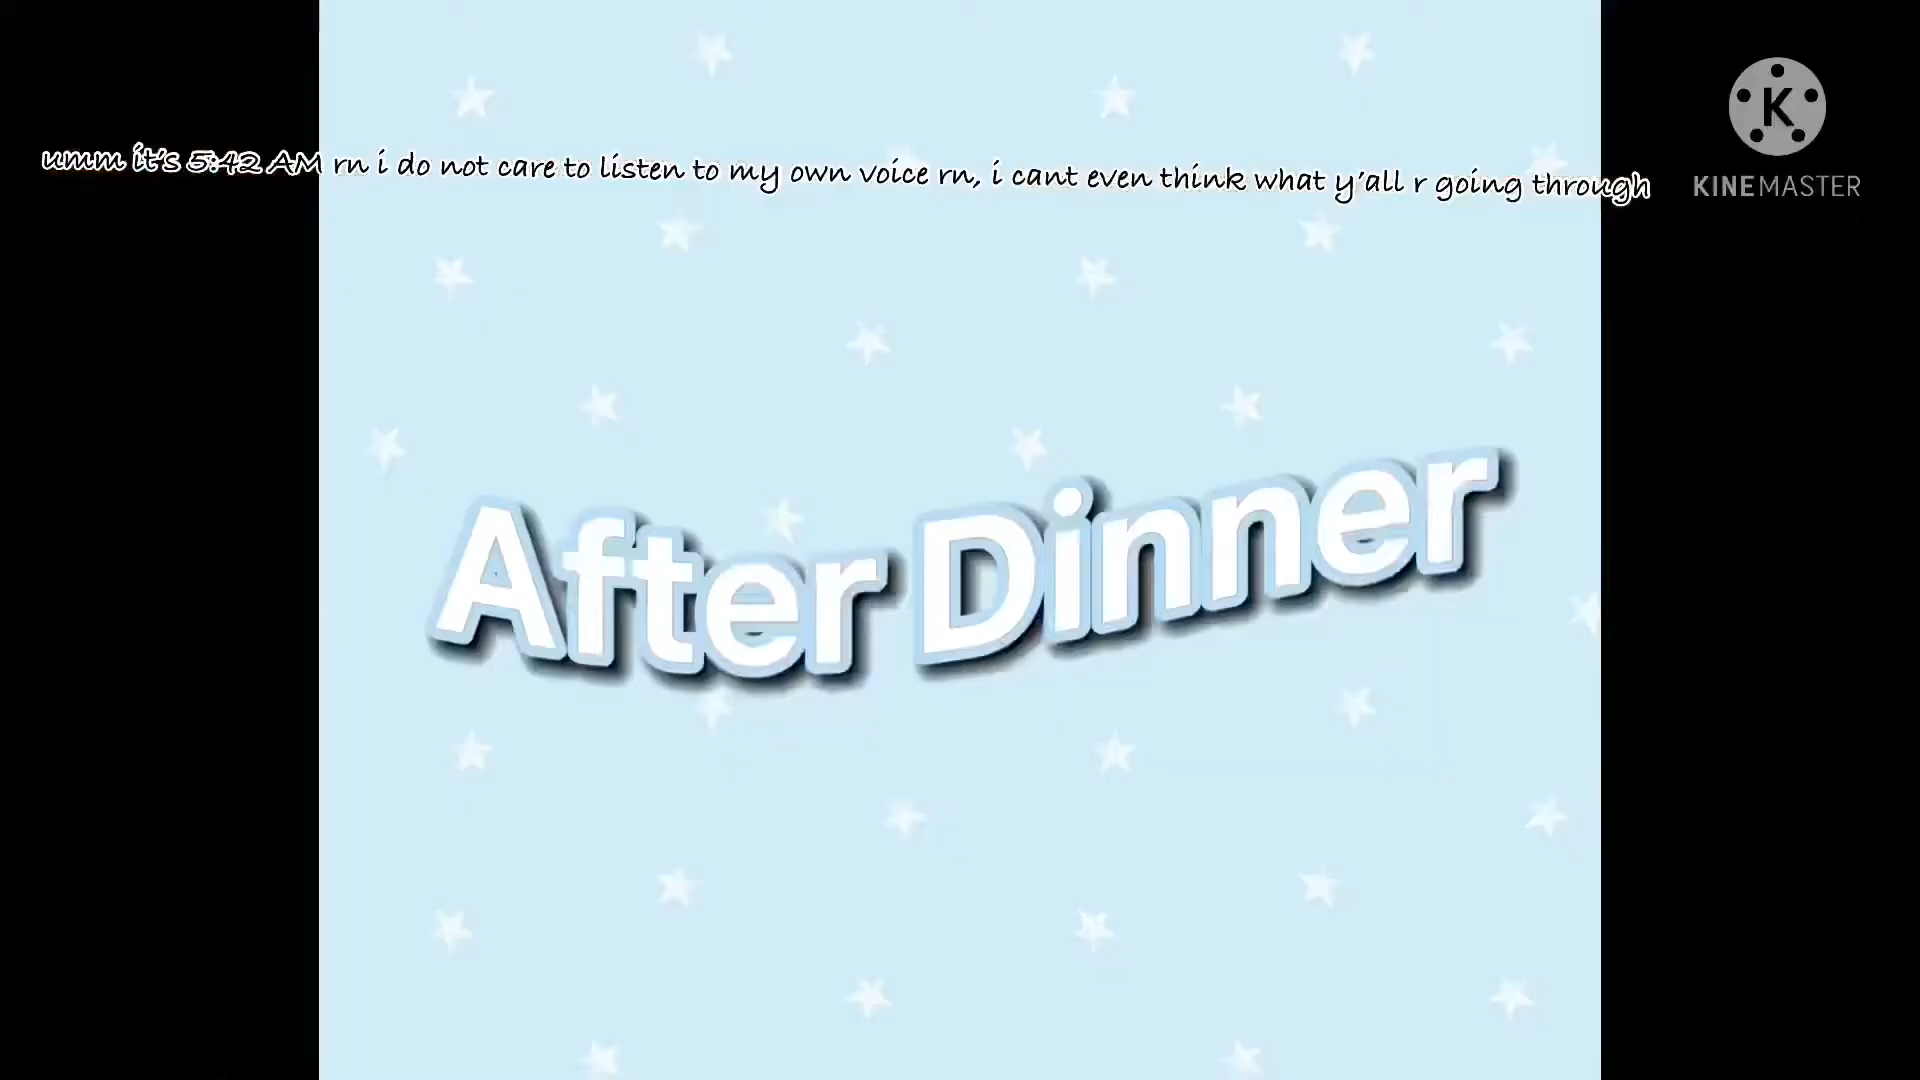 umm it's 5:42 AM rn i do not care to listen to my own voice rn, i cant even think what y'all r going through
K
KINEMASTER
After Dinner